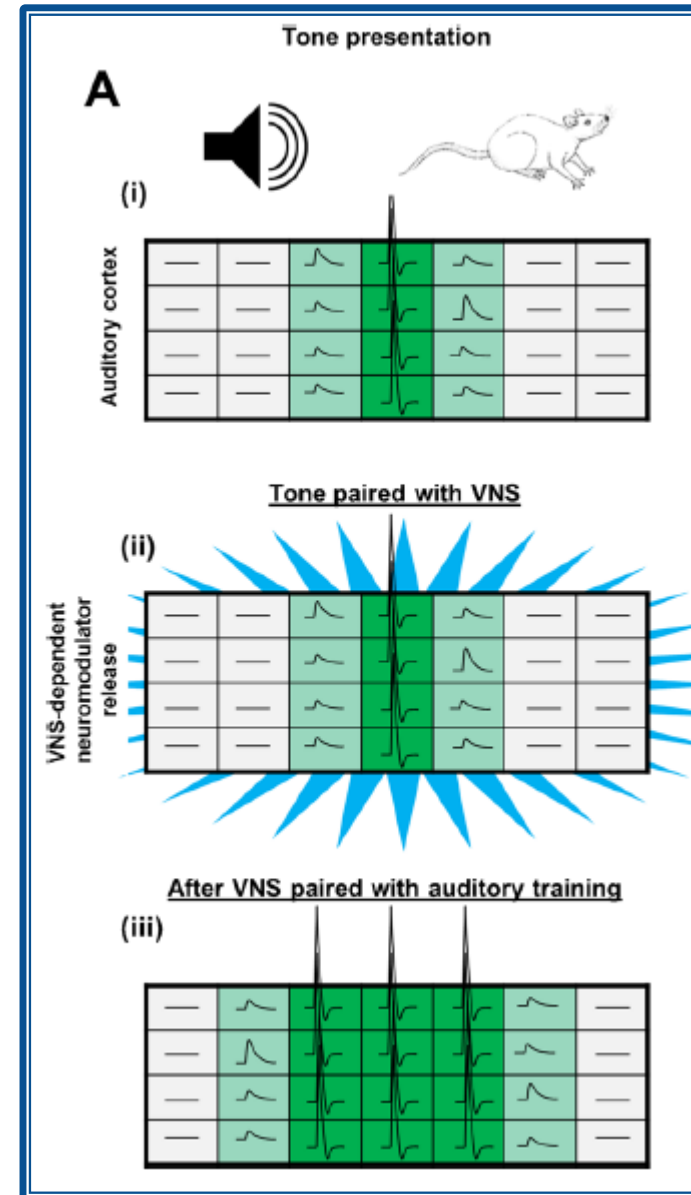 Tone presentation
A
(i)
Auditory cortex
Tone paired with VNS
(ii)
VNS-dependent
neuromodulator
release
After VNS paired with auditory training
(iii)